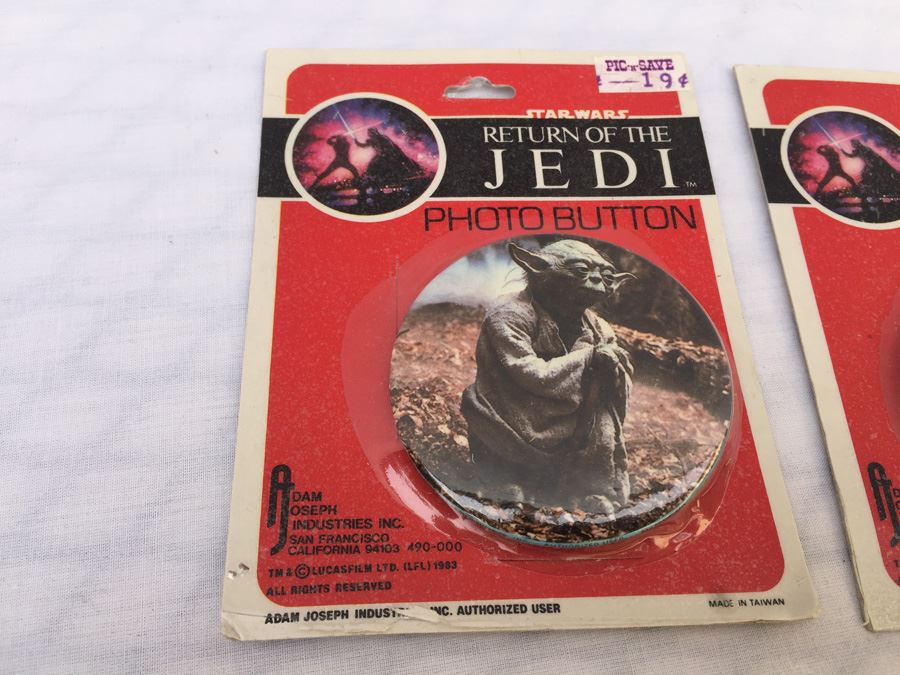 PIC-N-SAVE
19¢
STAR WARS
RETURN OF THE
JEDI TM
PHOTO BUTTON
ADAM
JOSEPH
INDUSTRIES INC.
SAN FRANCISCO
CALIFORNIA 94103 490-000
TM & © LUCASFILM LTD. (LFL) 1983
ALL RIGHTS RESERVED
ADAM JOSEPH INC. AUTHORIZED USER
MADE IN TAIWAN